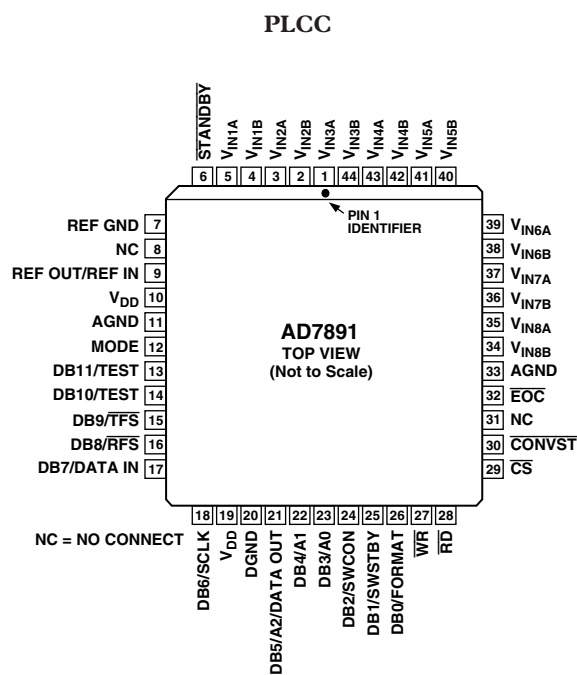 PLCC
STANDBY
VIN1A
VIN1B
VIN2A
VIN2B
VIN3A
VIN3B
VIN4A
VIN4B
VIN5A
VIN5B
6 5 4 3 2 1 44 43 42 41 40
PIN 1
IDENTIFIER
REF GND 7
NC 8
REF OUT/REF IN 9
VDD 10
AGND 11
MODE 12
DB11/TEST 13
DB10/TEST 14
DB9/TFS 15
DB8/RFS 16
DB7/DATA IN 17
AD7891
TOP VIEW
(Not to Scale)
39 VIN6A
38 VIN6B
37 VIN7A
36 VIN7B
35 VIN8A
34 VIN8B
33 AGND
32 EOC
31 NC
30 CONVST
29 CS
18 19 20 21 22 23 24 25 26 27 28
NC = NO CONNECT
DB6/SCLK
VDD
DGND
DB5/A2/DATA OUT
DB4/A1
DB3/A0
DB2/SWCON
DB1/SWSTBY
DB0/FORMAT
WR
RD